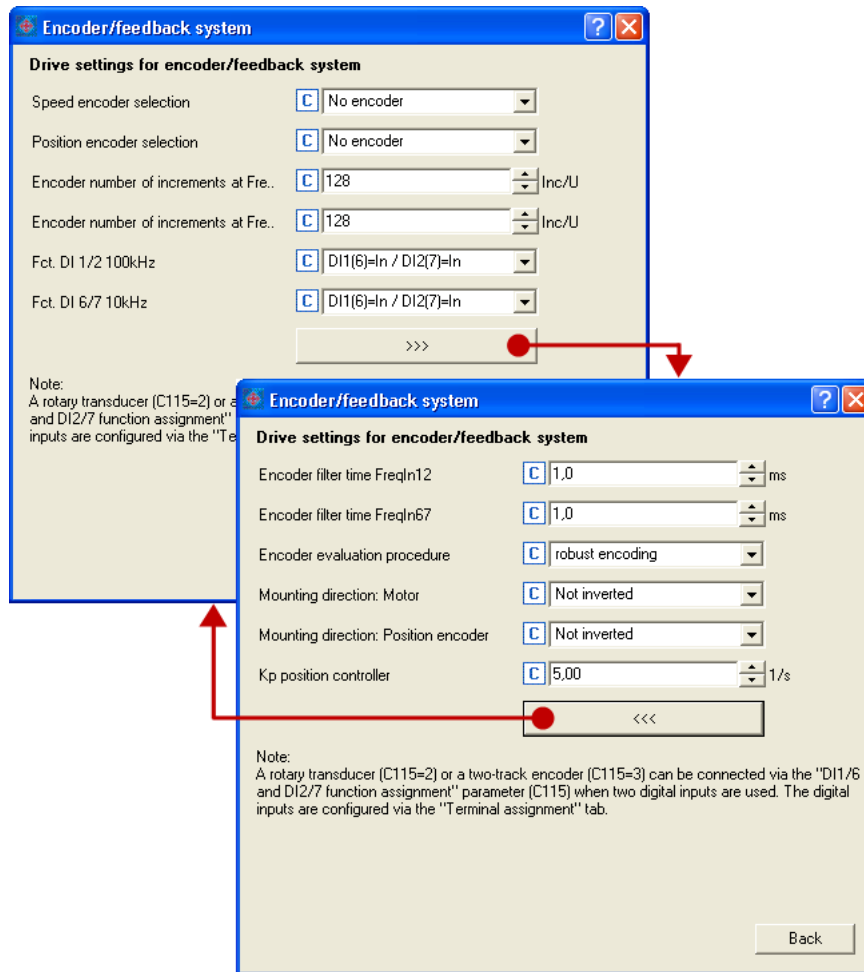 Encoder/feedback system
Drive settings for encoder/feedback system
Speed encoder selection C No encoder
Position encoder selection C No encoder
Encoder number of increments at Fre.. C 128 Inc/U
Encoder number of increments at Fre.. C 128 Inc/U
Fct. DI 1/2 100kHz C DI1(6)=In / DI2(7)=In
Fct. DI 6/7 10kHz C DI1(6)=In / DI2(7)=In
>>>
Note:
A rotary transducer (C115=2) or a
and DI2/7 function assignment"
inputs are configured via the "Ter
Encoder/feedback system
Drive settings for encoder/feedback system
Encoder filter time FreqIn12 C 1,0 ms
Encoder filter time FreqIn67 C 1,0 ms
Encoder evaluation procedure C robust encoding
Mounting direction: Motor C Not inverted
Mounting direction: Position encoder C Not inverted
Kp position controller C 5,00 1/s
<<<
Note:
A rotary transducer (C115=2) or a two-track encoder (C115=3) can be connected via the "DI1/6
and DI2/7 function assignment" parameter (C115) when two digital inputs are used. The digital
inputs are configured via the "Terminal assignment" tab.
Back